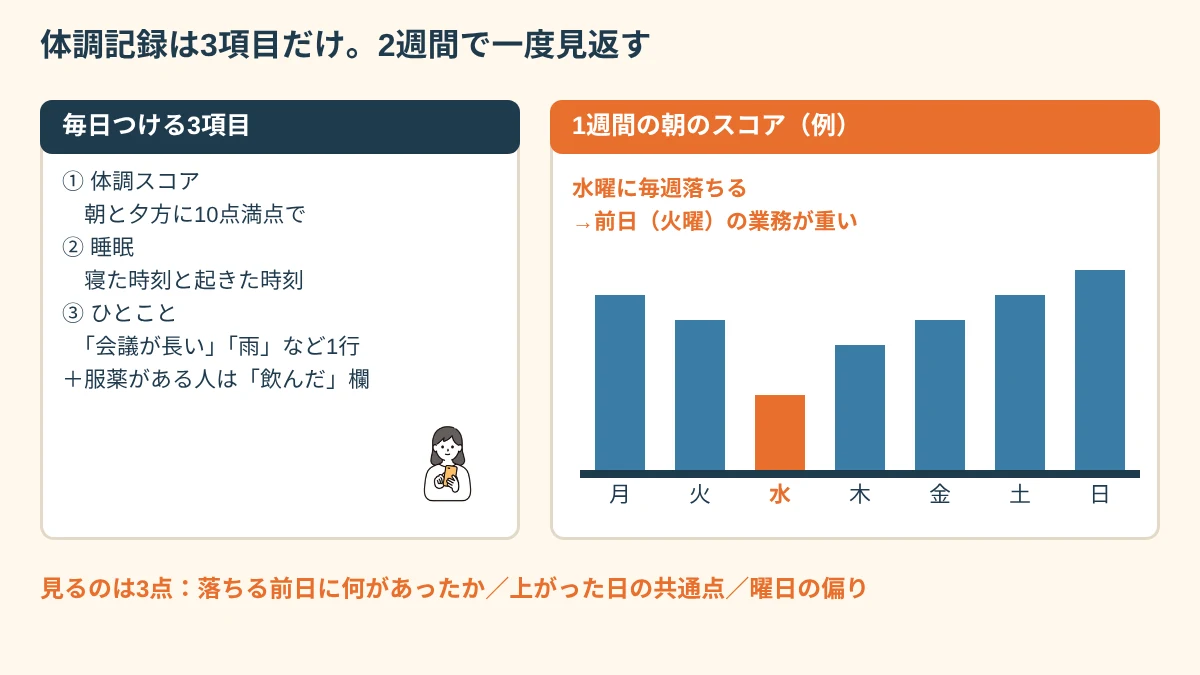 体調記録は3項目だけ。2週間で一度見返す
毎日つける3項目
① 体調スコア
朝と夕方に10点満点で
② 睡眠
寝た時刻と起きた時刻
③ ひとこと
「会議が長い」「雨」など1行
＋服薬がある人は「飲んだ」欄
1週間の朝のスコア（例）
水曜に毎週落ちる
→前日（火曜）の業務が重い
月 火 水 木 金 土 日
見るのは3点：落ちる前日に何があったか／上がった日の共通点／曜日の偏り